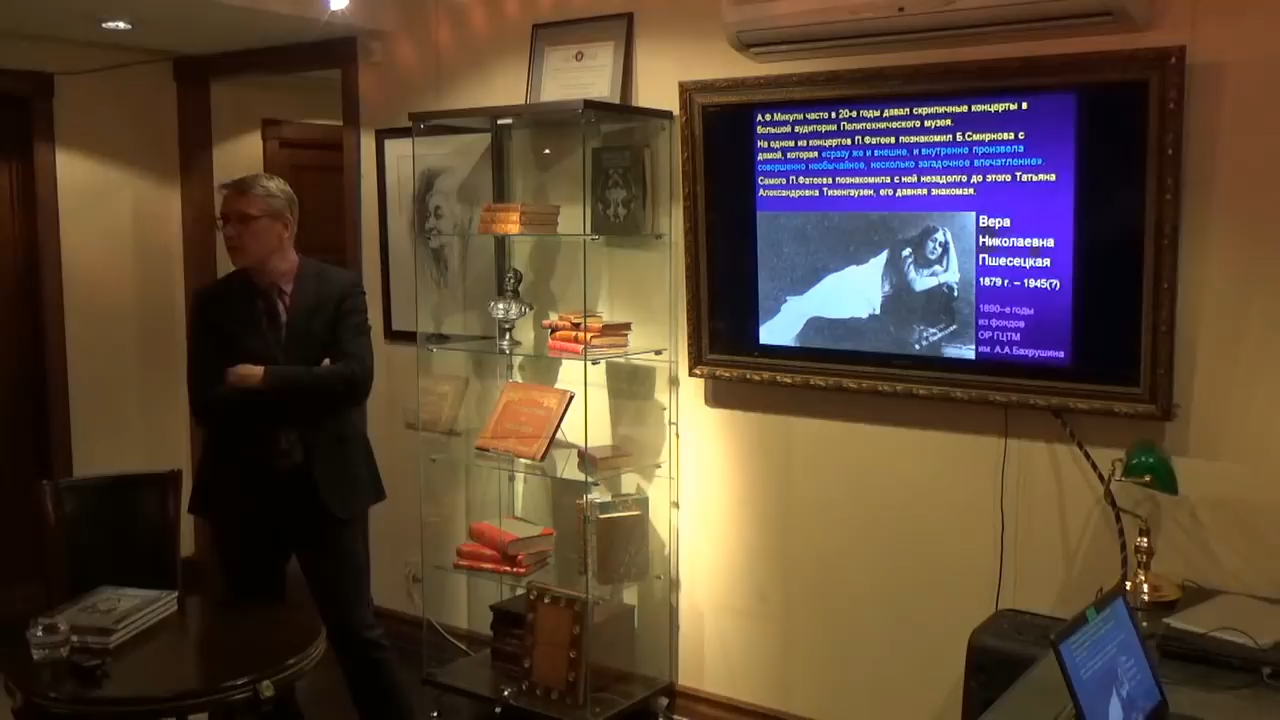 А.Ф.Микули часто в 20-е годы давал скрипичные концерты в
большой аудитории Политехнического музея.
На одном из концертов П.Фатеев познакомил Б.Смирнова с
дамой, которая «сразу же и внешне, и внутренне произвела
совершенно необычайное, несколько загадочное впечатление».
Самого П.Фатеева познакомила с ней незадолго до этого Татьяна
Александровна Тизенгаузен, его давняя знакомая.
Вера
Николаевна
Пшесецкая
1879 г. – 1945(?)
1890–е годы
из фондов
ОР ГЦТМ
им А.А.Бахрушина